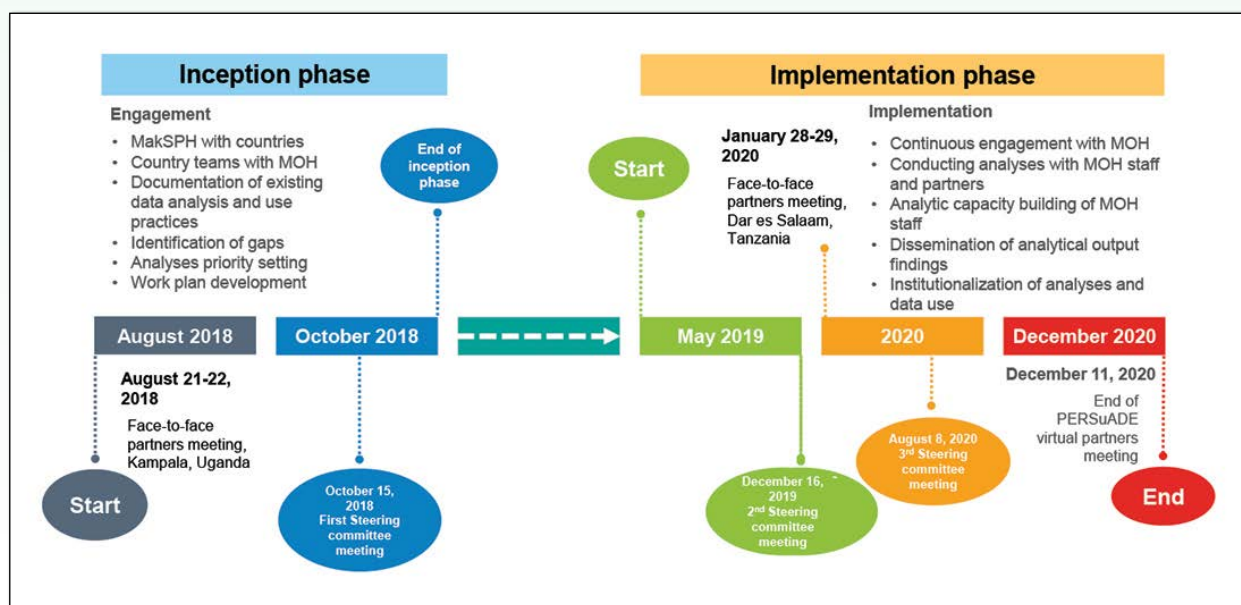 Inception phase
Engagement
• MakSPH with countries
• Country teams with MOH
• Documentation of existing
data analysis and use
practices
• Identification of gaps
• Analyses priority setting
• Work plan development
End of
inception
phase
Implementation phase
Start
January 28-29,
2020
Face-to-face
partners meeting,
Dar es Salaam,
Tanzania
Implementation
• Continuous engagement with MOH
• Conducting analyses with MOH staff
and partners
• Analytic capacity building of MOH
staff
• Dissemination of analytical output
findings
• Institutionalization of analyses and
data use
August 2018
October 2018
May 2019
2020
December 2020
August 21-22,
2018
Face-to-face
partners meeting,
Kampala, Uganda
Start
October 15,
2018
First Steering
committee
meeting
December 16, -
2019
2nd Steering
committee
meeting
August 8, 2020
3rd Steering
committee
meeting
December 11, 2020
End of
PERSuADE
virtual partners
meeting
End